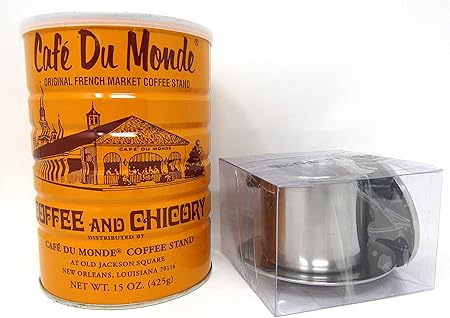 Café Du Monde®
ORIGINAL FRENCH MARKET COFFEE STAND
CAFE DU MONDE
COFFEE AND CHICORY
DISTRIBUTED BY
CAFÉ DU MONDE® COFFEE STAND
AT OLD JACKSON SQUARE
NEW ORLEANS, LOUISIANA 70116
NET WT. 15 OZ. (425g)